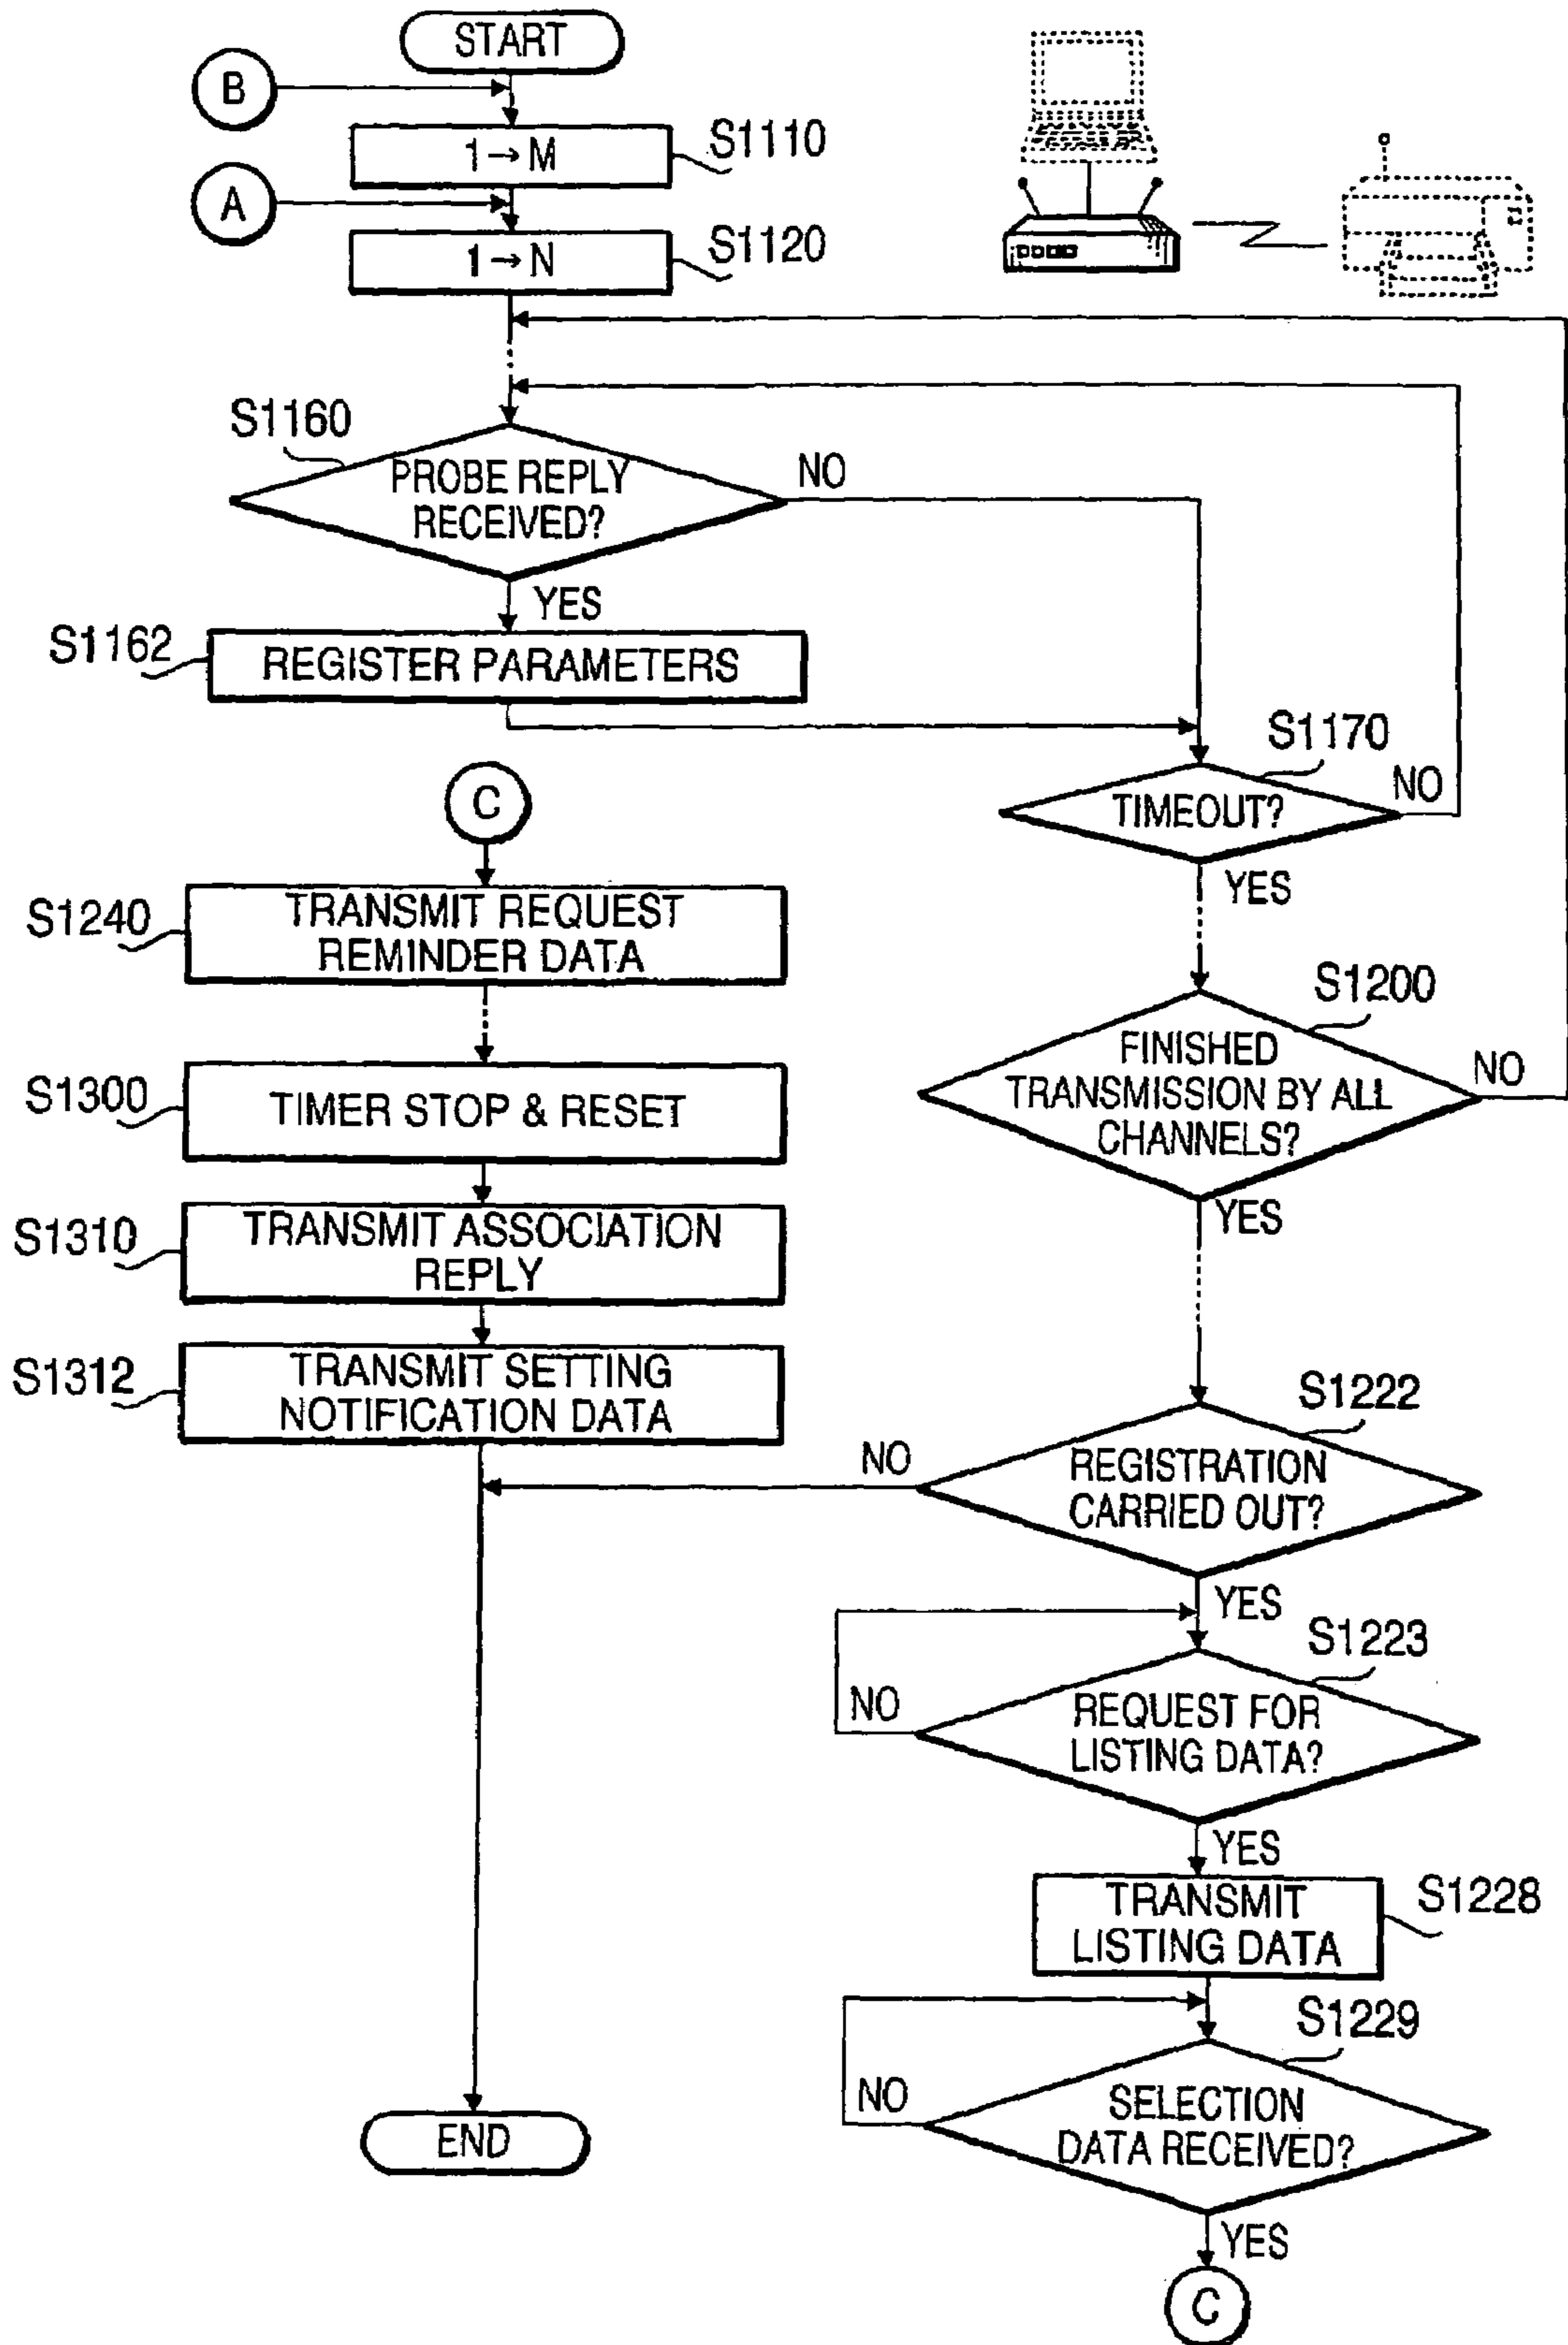 START
B
1→M
S1110
A
1→N
S1120
S1160
PROBE REPLY
RECEIVED?
NO
YES
S1162
REGISTER PARAMETERS
S1170
TIMEOUT?
NO
YES
C
S1240
TRANSMIT REQUEST
REMINDER DATA
S1200
FINISHED
TRANSMISSION BY ALL
CHANNELS?
NO
YES
S1300
TIMER STOP & RESET
S1310
TRANSMIT ASSOCIATION
REPLY
S1312
TRANSMIT SETTING
NOTIFICATION DATA
S1222
REGISTRATION
CARRIED OUT?
NO
YES
S1223
REQUEST FOR
LISTING DATA?
NO
YES
TRANSMIT
LISTING DATA
S1228
S1229
SELECTION
DATA RECEIVED?
NO
YES
END
C